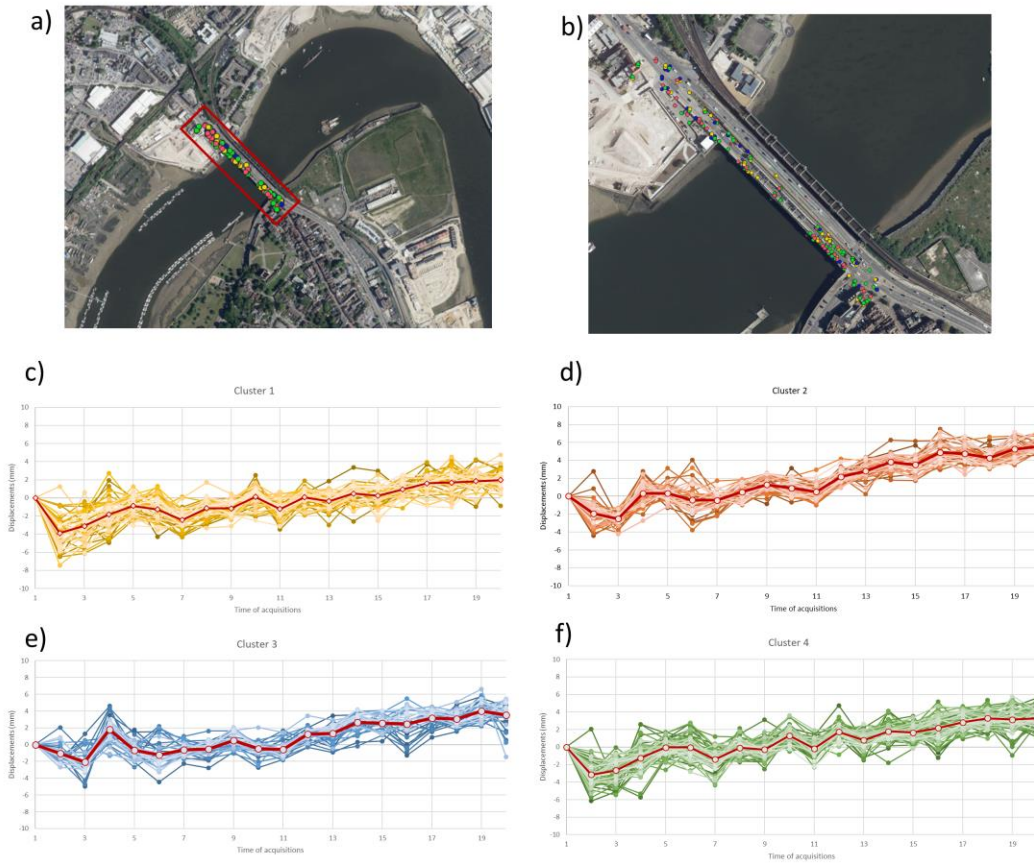 a)
b)
c)
Cluster 1
Displacements (mm)
10
8
6
4
2
0
-2
-4
-6
-8
-10
1 3 5 7 9 11 13 15 17 19
Time of acquisitions
d)
Cluster 2
Displacements (mm)
10
8
6
4
2
0
-2
-4
-6
-8
-10
1 3 5 7 9 11 13 15 17 19
Time of acquisitions
e)
Cluster 3
Displacements (mm)
10
8
6
4
2
0
-2
-4
-6
-8
-10
1 3 5 7 9 11 13 15 17 19
Time of acquisitions
f)
Cluster 4
Displacements (mm)
10
8
6
4
2
0
-2
-4
-6
-8
-10
1 3 5 7 9 11 13 15 17 19
Time of acquisitions